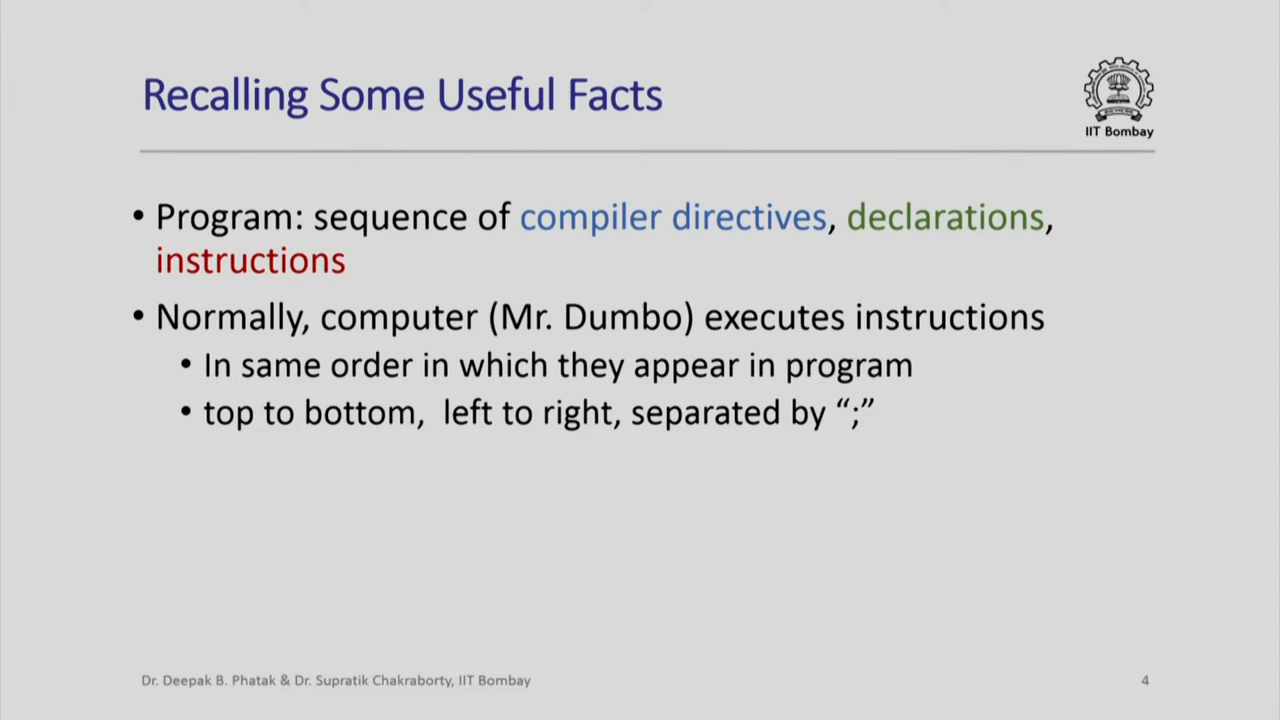 Recalling Some Useful Facts
IIT Bombay
• Program: sequence of compiler directives, declarations,
instructions
• Normally, computer (Mr. Dumbo) executes instructions
• In same order in which they appear in program
• top to bottom,  left to right, separated by “;”
Dr. Deepak B. Phatak & Dr. Supratik Chakraborty, IIT Bombay
4